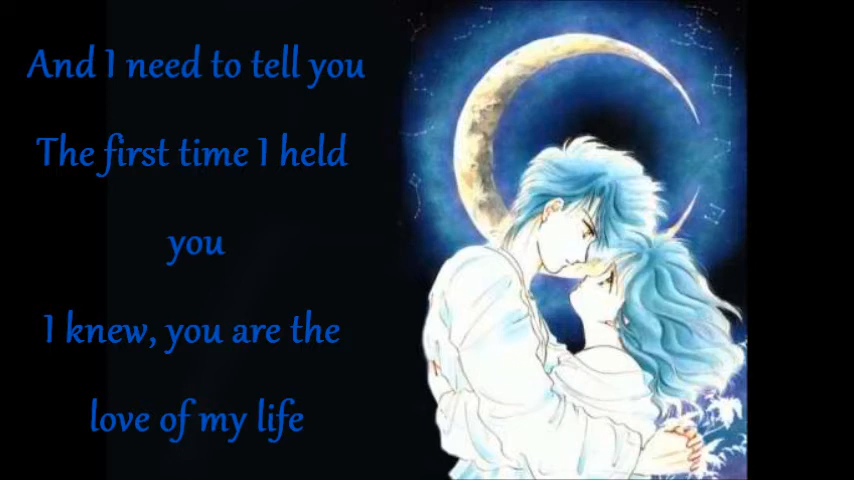 And I need to tell you
The first time I held
you
I knew, you are the
love of my life